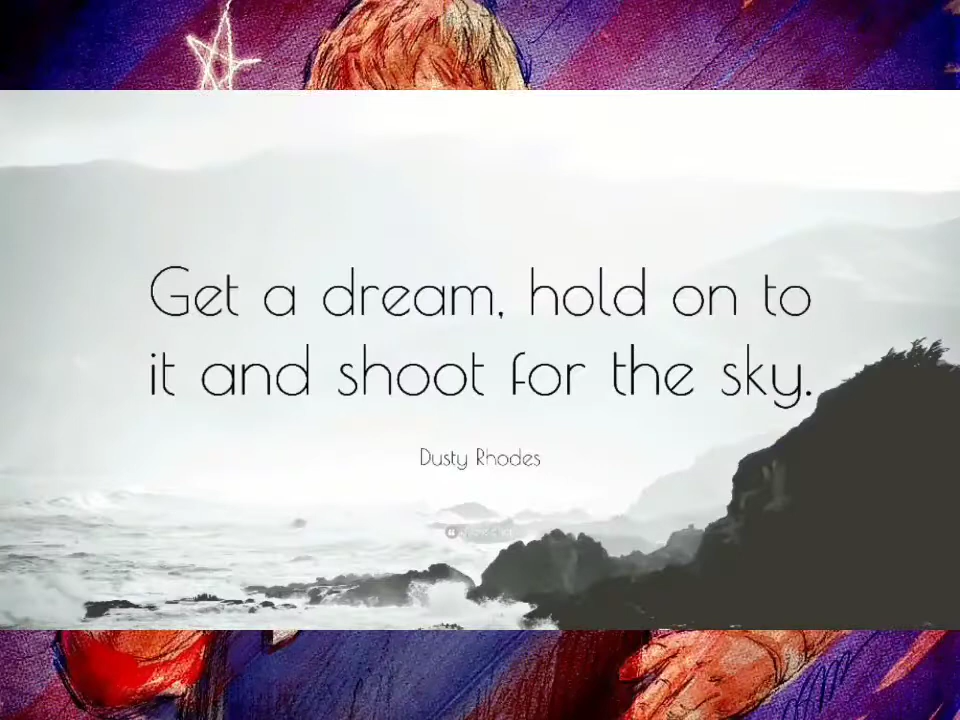 Get a dream, hold on to
it and shoot for the sky.
Dusty Rhodes